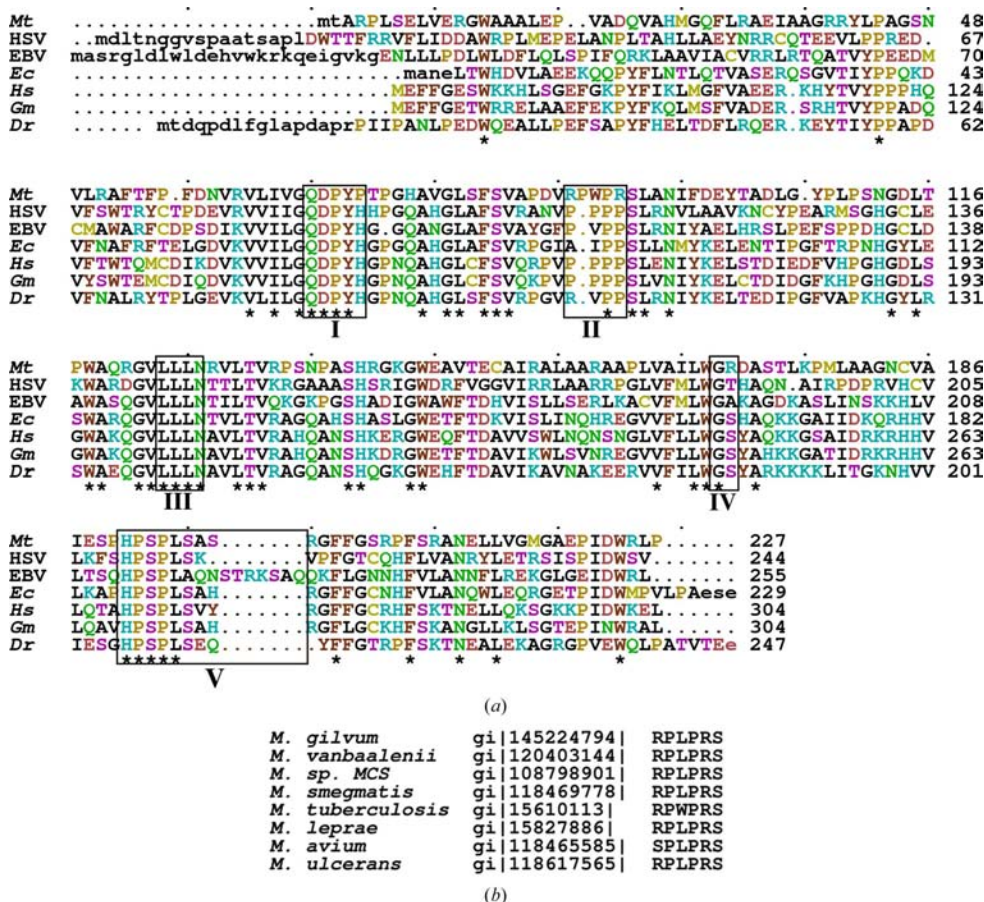 Mt ..................mtARPLSELVERGWAAALEP..VADQVAHMGQFLRAEIAAGRRYLPAGSN 48
HSV ..mdltnggvspaatsaplDWTTFRRVFLIDDAWRPLMEPELANPLTAHLLAEYNRRCQTEEVLPPRED. 67
EBV masrgldlwldehvwkrkqeigvkgENLLLPDLWLDFLQLSPIFQRKLAAVIACVRRLRTQATVYPEEDM 70
Ec ...........................maneLTWHDVLAEEKQQPYFLNTLQTVASERQSGVTIYPPQKD 43
Hs ..........................MEFFGESWKKHLSGEFGKPYFIKLMGFVAEER.KHYTVYPPPHQ 124
Gm ..........................MEFFGETWRRELAAEFEKPYFKQLMSFVADER.SRHTVYPPADQ 124
Dr .......mtdqpdlfglapdaprPIIPANLPEDWQEALLPEFSAPYFHELTDFLRQER.KEYTIYPPAPD 62
* *
Mt VLRAFTFP.FDNVRVLIVGQDPYPTPGHAVGLSFSVAPDVRPWPRSLANIFDEYTADLG.YPLPSNGDLT 116
HSV VFSWTRYCTPDEVRVVIIGQDPYHHPGQAHGLAFSVRANVP.PPPSLRNVLAAVKNCYPEARMSGHGCLE 136
EBV CMAWARFCDPSDIKVVILGQDPYHG.GQANGLAFSVAYGFP.VPPSLRNIYAELHRSLPEFSPPDHGCLD 138
Ec VFNAFRFTELGDVKVVILGQDPYHGPGQAHGLAFSVRPGIA.IPPSLLNMYKELENTIPGFTRPNHGYLE 112
Hs VFTWTQMCDIKDVKVVILGQDPYHGPNQAHGLCFSVQRPVP.PPPSLENIYKELSTDIEDFVHPGHGDLS 193
Gm VYSWTEMCDIQDVKVVILGQDPYHGPNQAHGLCFSVQKPVP.PPPSLVNIYKELCTDIDGFKHPGHGDLS 193
Dr VFNALRYTPLGEVKVLILGQDPYHGPNQAHGLSFSVRPGVR.VPPSLRNIYKELTEDIPGFVAPKHGYLR 131
* * ***** * ** *** * ** * * *
I II
Mt PWAQRGVLLLNRVLTVRPSNPASHRGKGWEAVTECAIRALAARAAPLVAILWGRDASTLKPMLAAGNCVA 186
HSV KWARDGVLLLNTTLTVKRGAAASHSRIGWDRFVGGVIRRLAARRPGLVFMLWGTHAQN.AIRPDPRVHCV 205
EBV AWASQGVLLLNTILTVQKGKPGSHADIGWAWFTDHVISLLSERLKACVFMLWGAKAGDKASLINSKKHLV 208
Ec SWARQGVLLLNTVLTVRAGQAHSHASLGWETFTDKVISLINQHREGVVFLLWGSHAQKKGAIIDKQRHHV 182
Hs GWAKQGVLLLNAVLTVRAHQANSHKERGWEQFTDAVVSWLNQNSNGLVFLLWGSYAQKKGSAIDRKRHHV 263
Gm GWAKQGVLLLNAVLTVRAHQANSHKDRGWETFTDAVIKWLSVNREGVVFLLWGSYAHKKGATIDRKRHHV 263
Dr SWAEQGVLLLNAVLTVRAGQANSHQGKGWEHFTDAVIKAVNAKEERVVFILWGSYARKKKKLITGKNHVV 201
** ****** *** ** ** * *** *
III IV
Mt IESPHPSPLSAS........RGFFGSRPFSRANELLVGMGAEPIDWRLP...... 227
HSV LKFSHPSPLSK.........VPFGTCQHFLVANRYLETRSISPIDWSV....... 244
EBV LTSQHPSPLAQNSTRKSAQQKFLGNNHFVLANNFLREKGLGEIDWRL....... 255
Ec LKAPHPSPLSAH........RGFFGCNHFVLANQWLEQRGETPIDWMPVLPAese 229
Hs LQTAHPSPLSVY........RGFFGCRHFSKTNELLQKSGKKPIDWKEL...... 304
Gm LQAVHPSPLSAH........RGFLGCKHFSKANGLLKLSGTEPINWRAL...... 304
Dr IESGHPSPLSEQ........YFFGTRPFSKTNEALEKAGRGPVEWQLPATVTEe 247
***** * * * * *
V
(a)
M. gilvum gi|145224794| RPLPRS
M. vanbaalenii gi|120403144| RPLPRS
M. sp. MCS gi|108798901| RPLPRS
M. smegmatis gi|118469778| RPLPRS
M. tuberculosis gi|15610113| RPWPRS
M. leprae gi|15827886| RPLPRS
M. avium gi|118465585| SPLPRS
M. ulcerans gi|118617565| RPLPRS
(b)